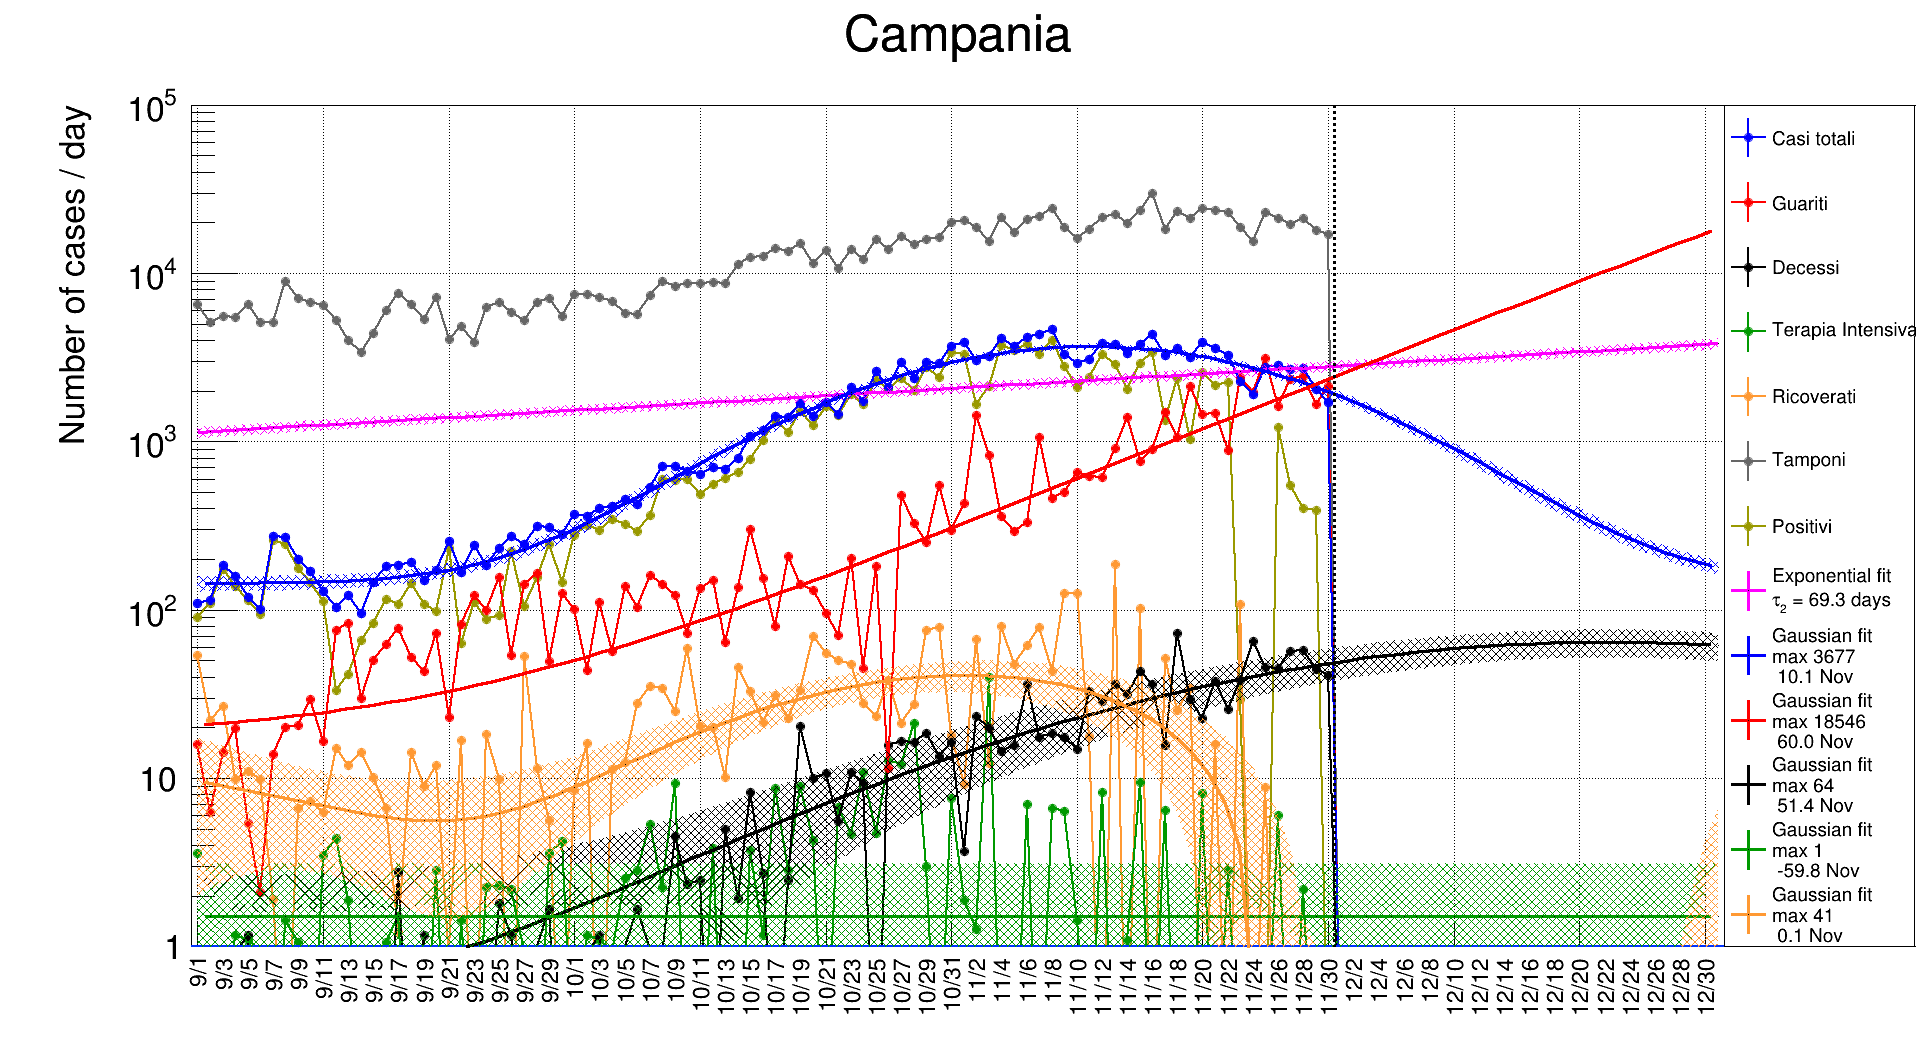 Campania
Number of cases / day
10^5
10^4
10^3
10^2
10
1
9/1
9/3
9/5
9/7
9/9
9/11
9/13
9/15
9/17
9/19
9/21
9/23
9/25
9/27
9/29
10/1
10/3
10/5
10/7
10/9
10/11
10/13
10/15
10/17
10/19
10/21
10/23
10/25
10/27
10/29
10/31
11/2
11/4
11/6
11/8
11/10
11/12
11/14
11/16
11/18
11/20
11/22
11/24
11/26
11/28
11/30
12/2
12/4
12/6
12/8
12/10
12/12
12/14
12/16
12/18
12/20
12/22
12/24
12/26
12/28
12/30
Casi totali
Guariti
Decessi
Terapia Intensiva
Ricoverati
Tamponi
Positivi
Exponential fit
τ₂ = 69.3 days
Gaussian fit
max 3677
10.1 Nov
Gaussian fit
max 18546
60.0 Nov
Gaussian fit
max 64
51.4 Nov
Gaussian fit
max 1
-59.8 Nov
Gaussian fit
max 41
0.1 Nov